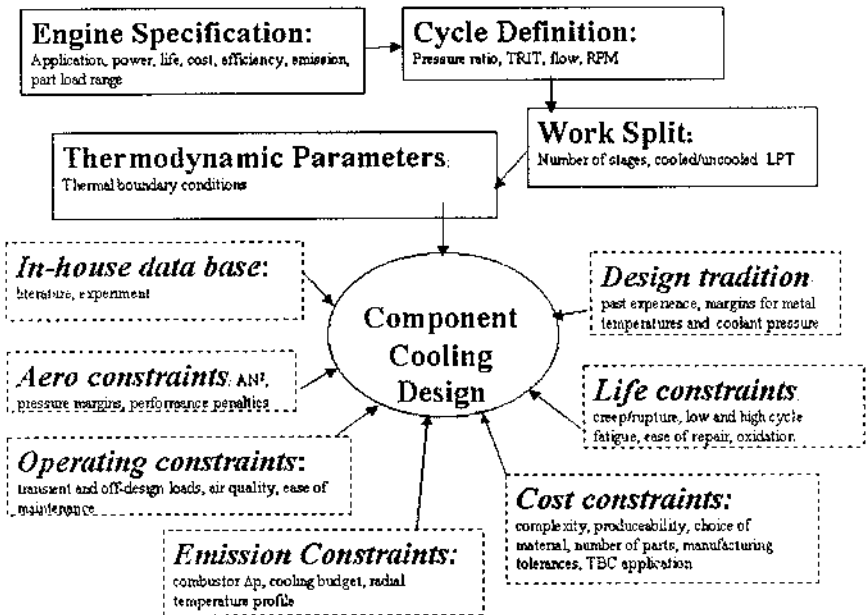 Engine Specification:
Application, power, life, cost, efficiency, emission,
part load range
Cycle Definition:
Pressure ratio, TRIT, flow, RPM
Work Split:
Number of stages, cooled/uncooled LPT
Thermodynamic Parameters:
Thermal boundary conditions
In-house data base:
literature, experiment
Component
Cooling
Design
Design tradition:
past experience, margins for metal
temperatures and coolant pressure
Aero constraints: AN²,
pressure margins, performance penalties
Life constraints
creep/rupture, low and high cycle
fatigue, ease of repair, oxidation.
Operating constraints:
transient and off-design loads, air quality, ease of
maintenance
Cost constraints:
complexity, produceability, choice of
material, number of parts, manufacturing
tolerances, TBC application
Emission Constraints:
combustor Δp, cooling budget, radial
temperature profile